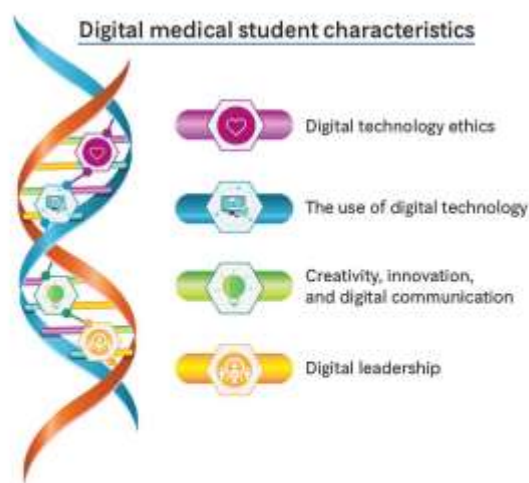 Digital medical student characteristics
Digital technology ethics
The use of digital technology
Creativity, innovation,
and digital communication
Digital leadership